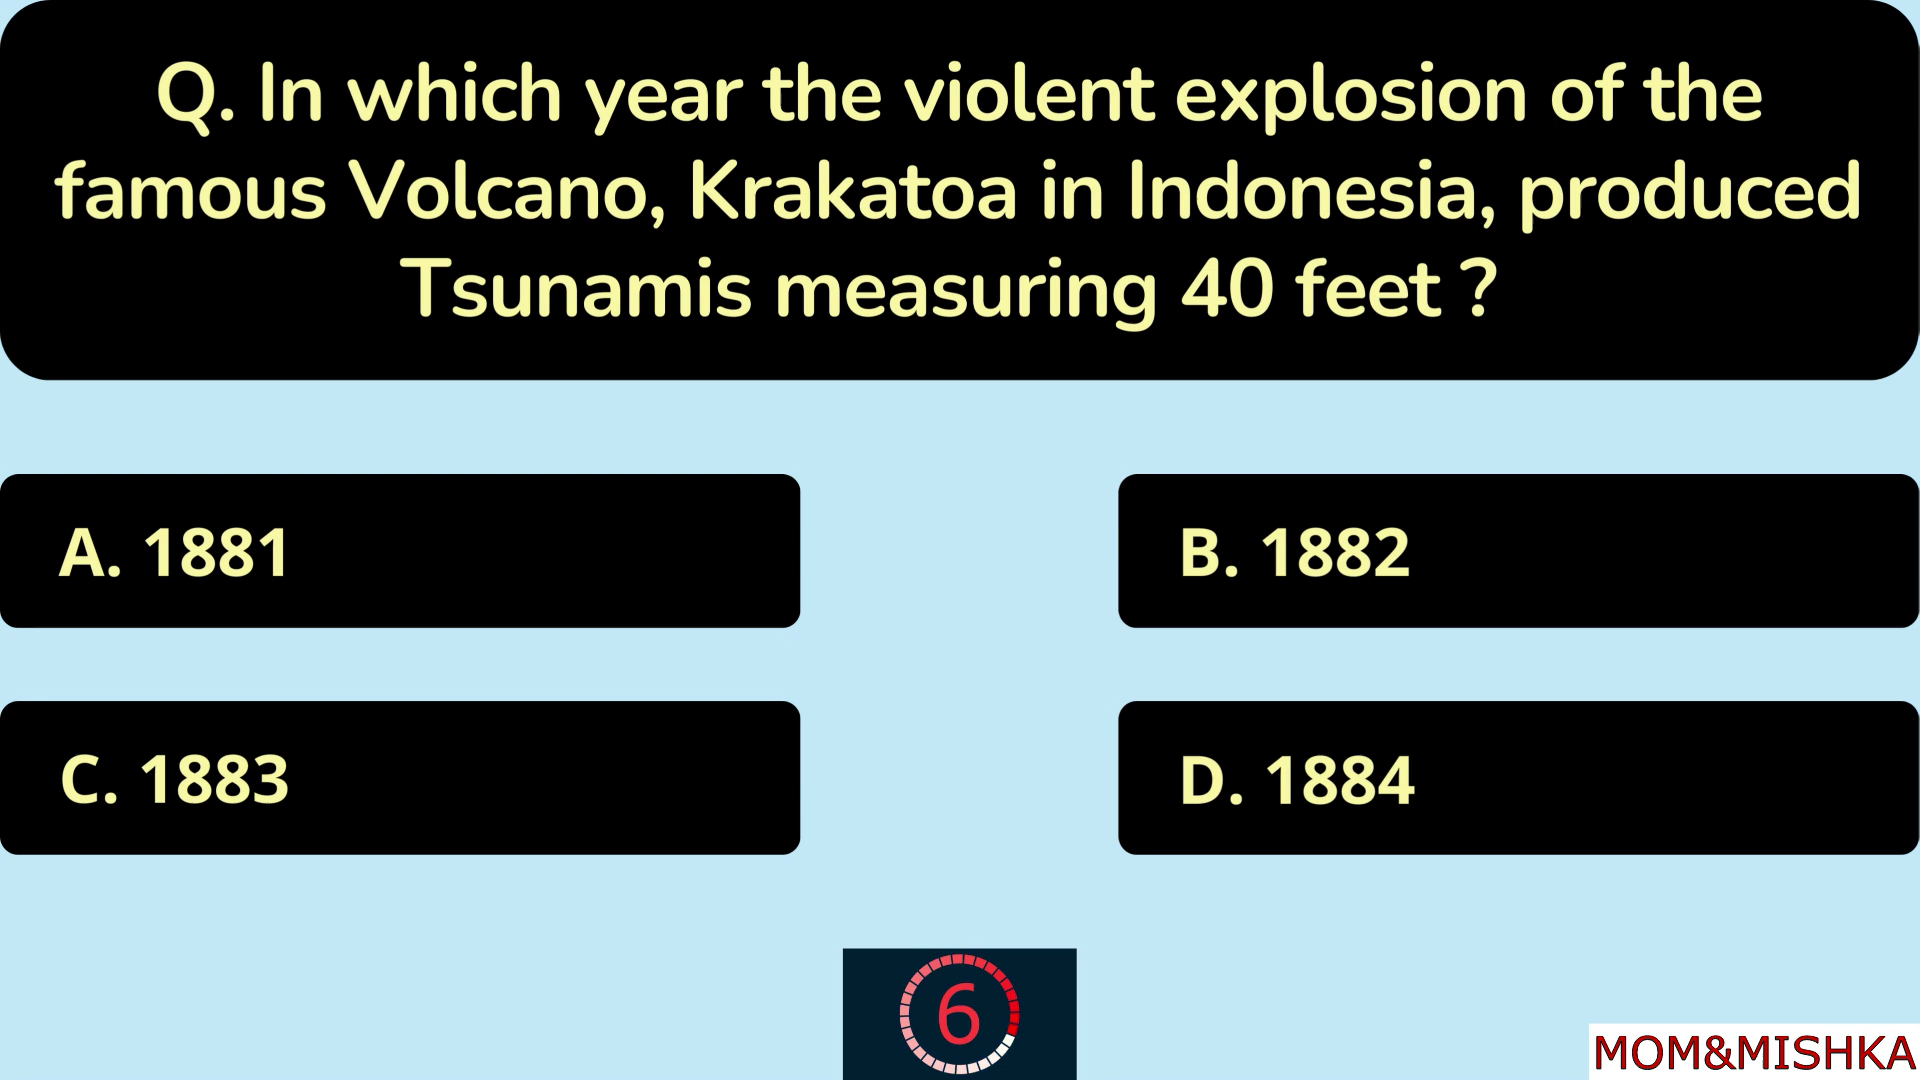 Q. In which year the violent explosion of the
famous Volcano, Krakatoa in Indonesia, produced
Tsunamis measuring 40 feet ?
A. 1881
B. 1882
C. 1883
D. 1884
6
MOM&MISHKA